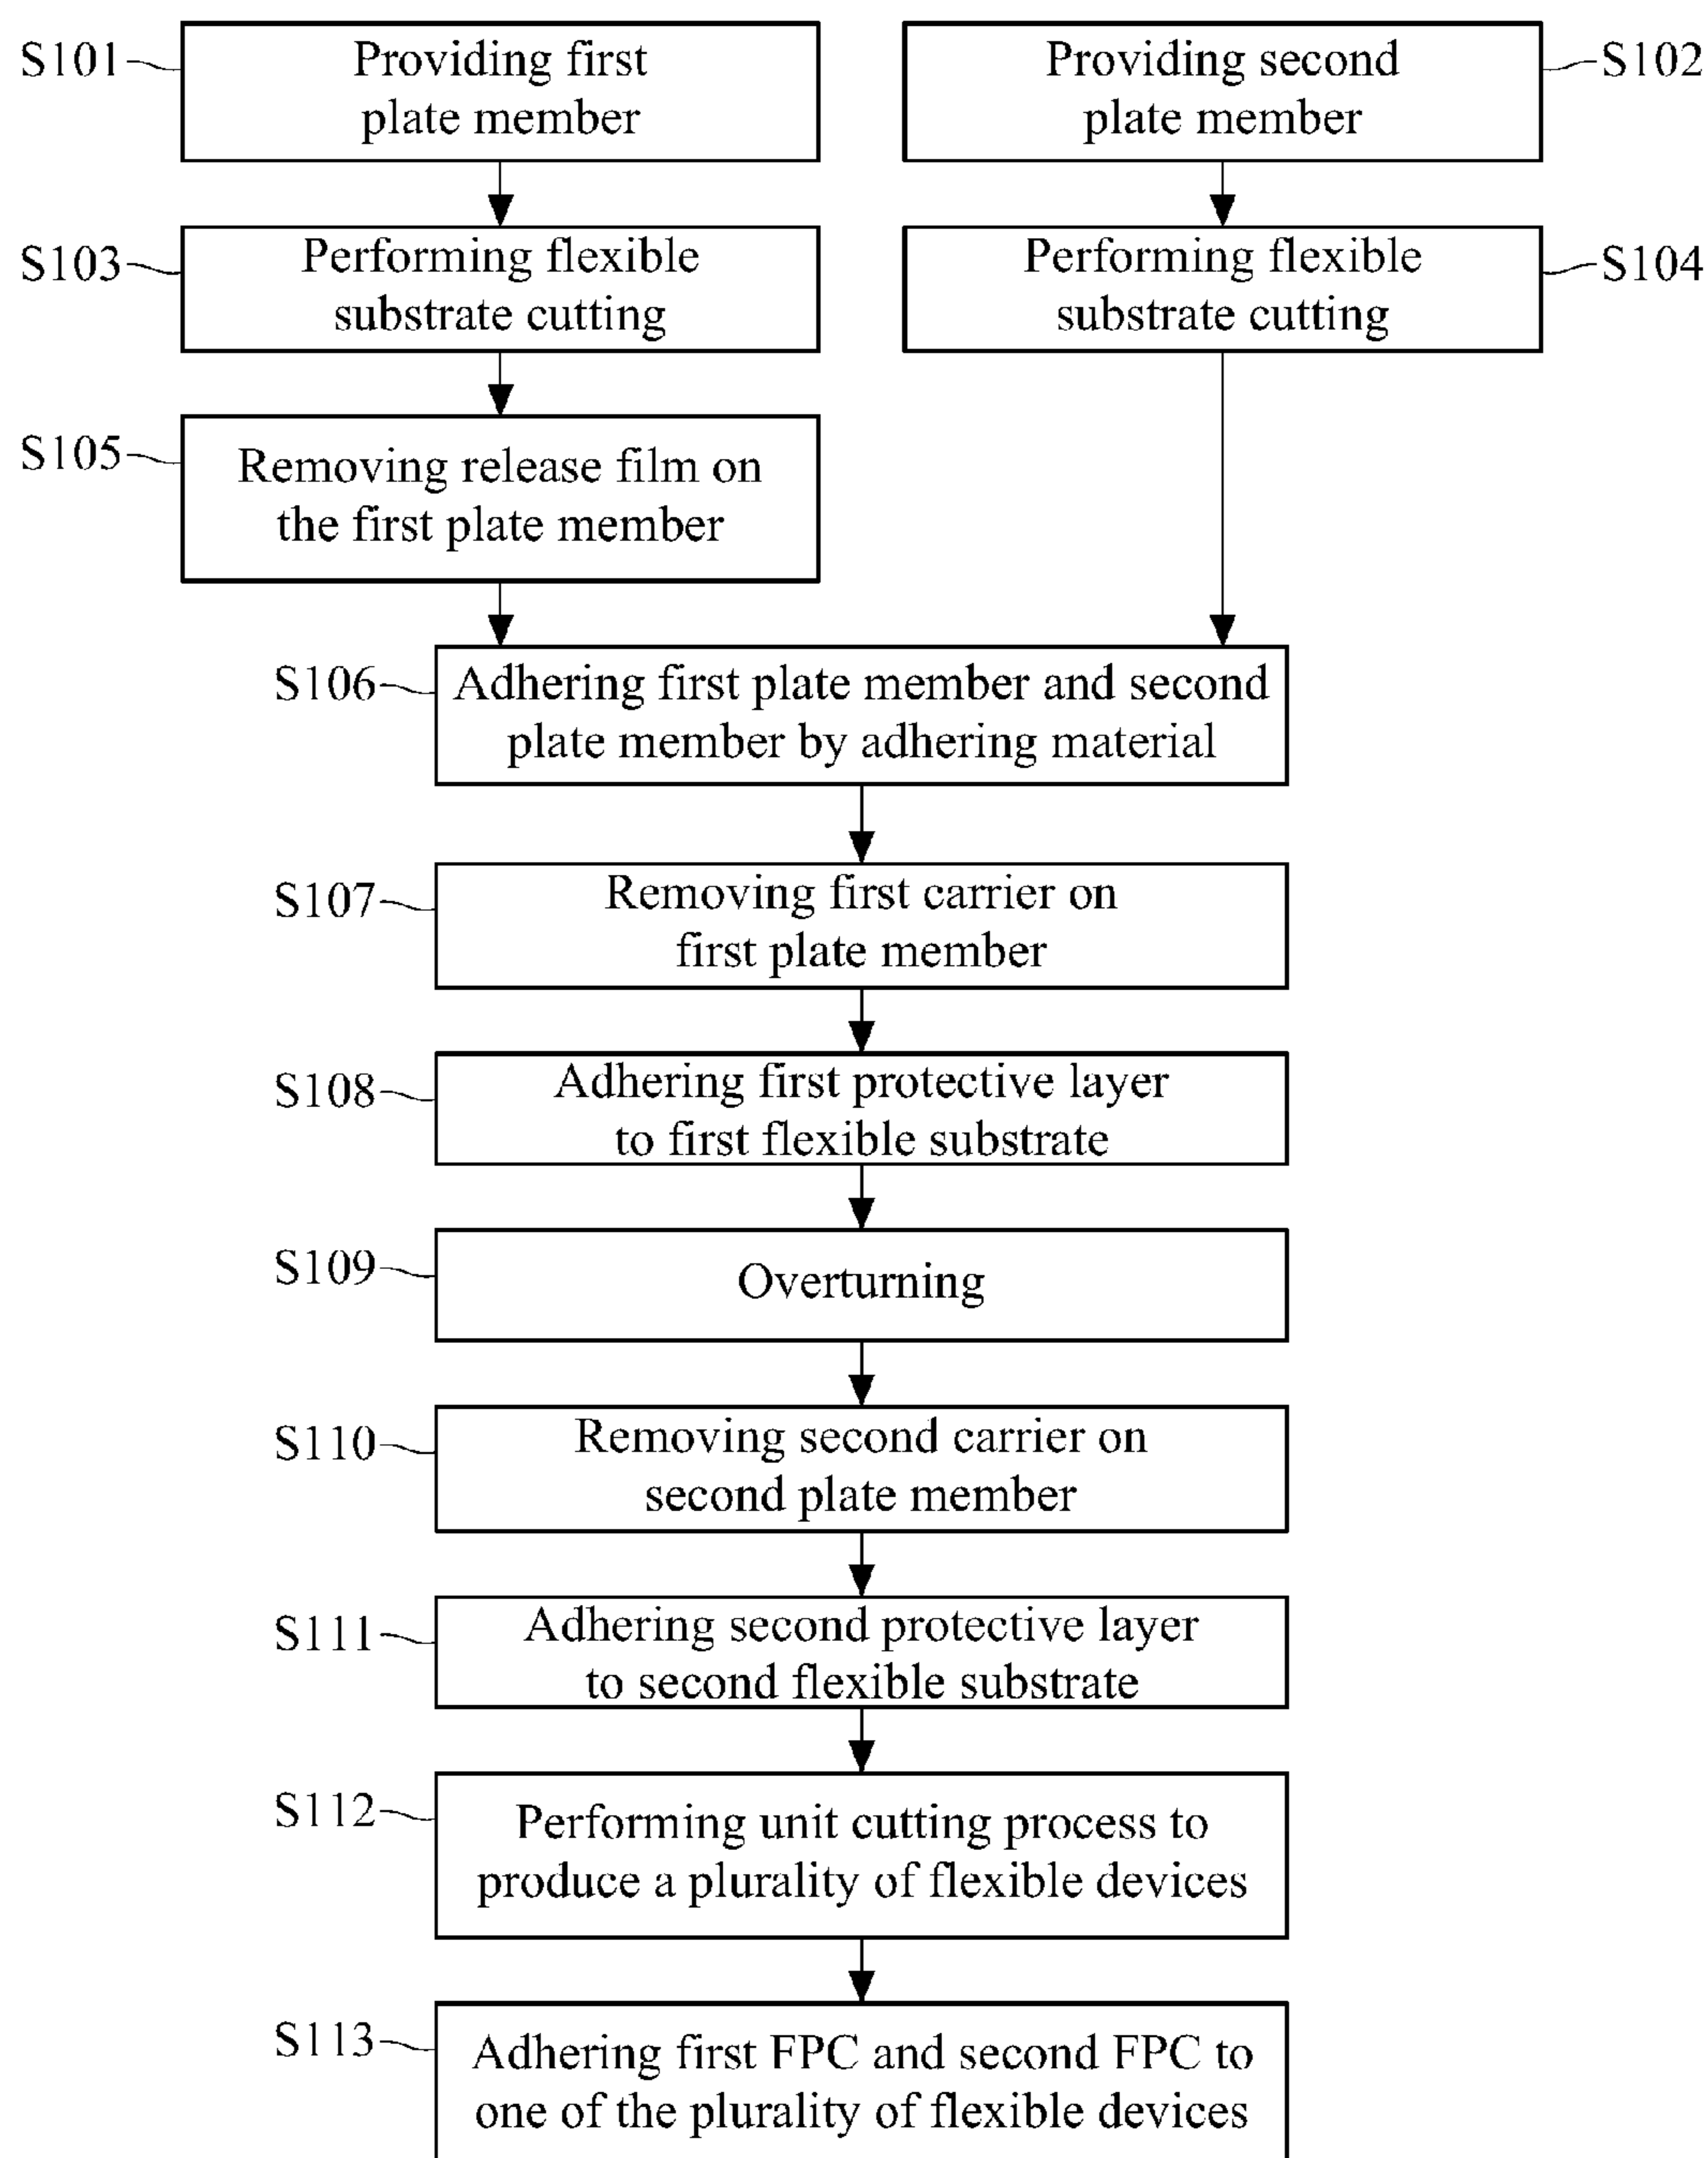 S101
Providing first
plate member
Providing second
plate member
S102
S103
Performing flexible
substrate cutting
Performing flexible
substrate cutting
S104
S105
Removing release film on
the first plate member
S106
Adhering first plate member and second
plate member by adhering material
S107
Removing first carrier on
first plate member
S108
Adhering first protective layer
to first flexible substrate
S109
Overturning
S110
Removing second carrier on
second plate member
S111
Adhering second protective layer
to second flexible substrate
S112
Performing unit cutting process to
produce a plurality of flexible devices
S113
Adhering first FPC and second FPC to
one of the plurality of flexible devices